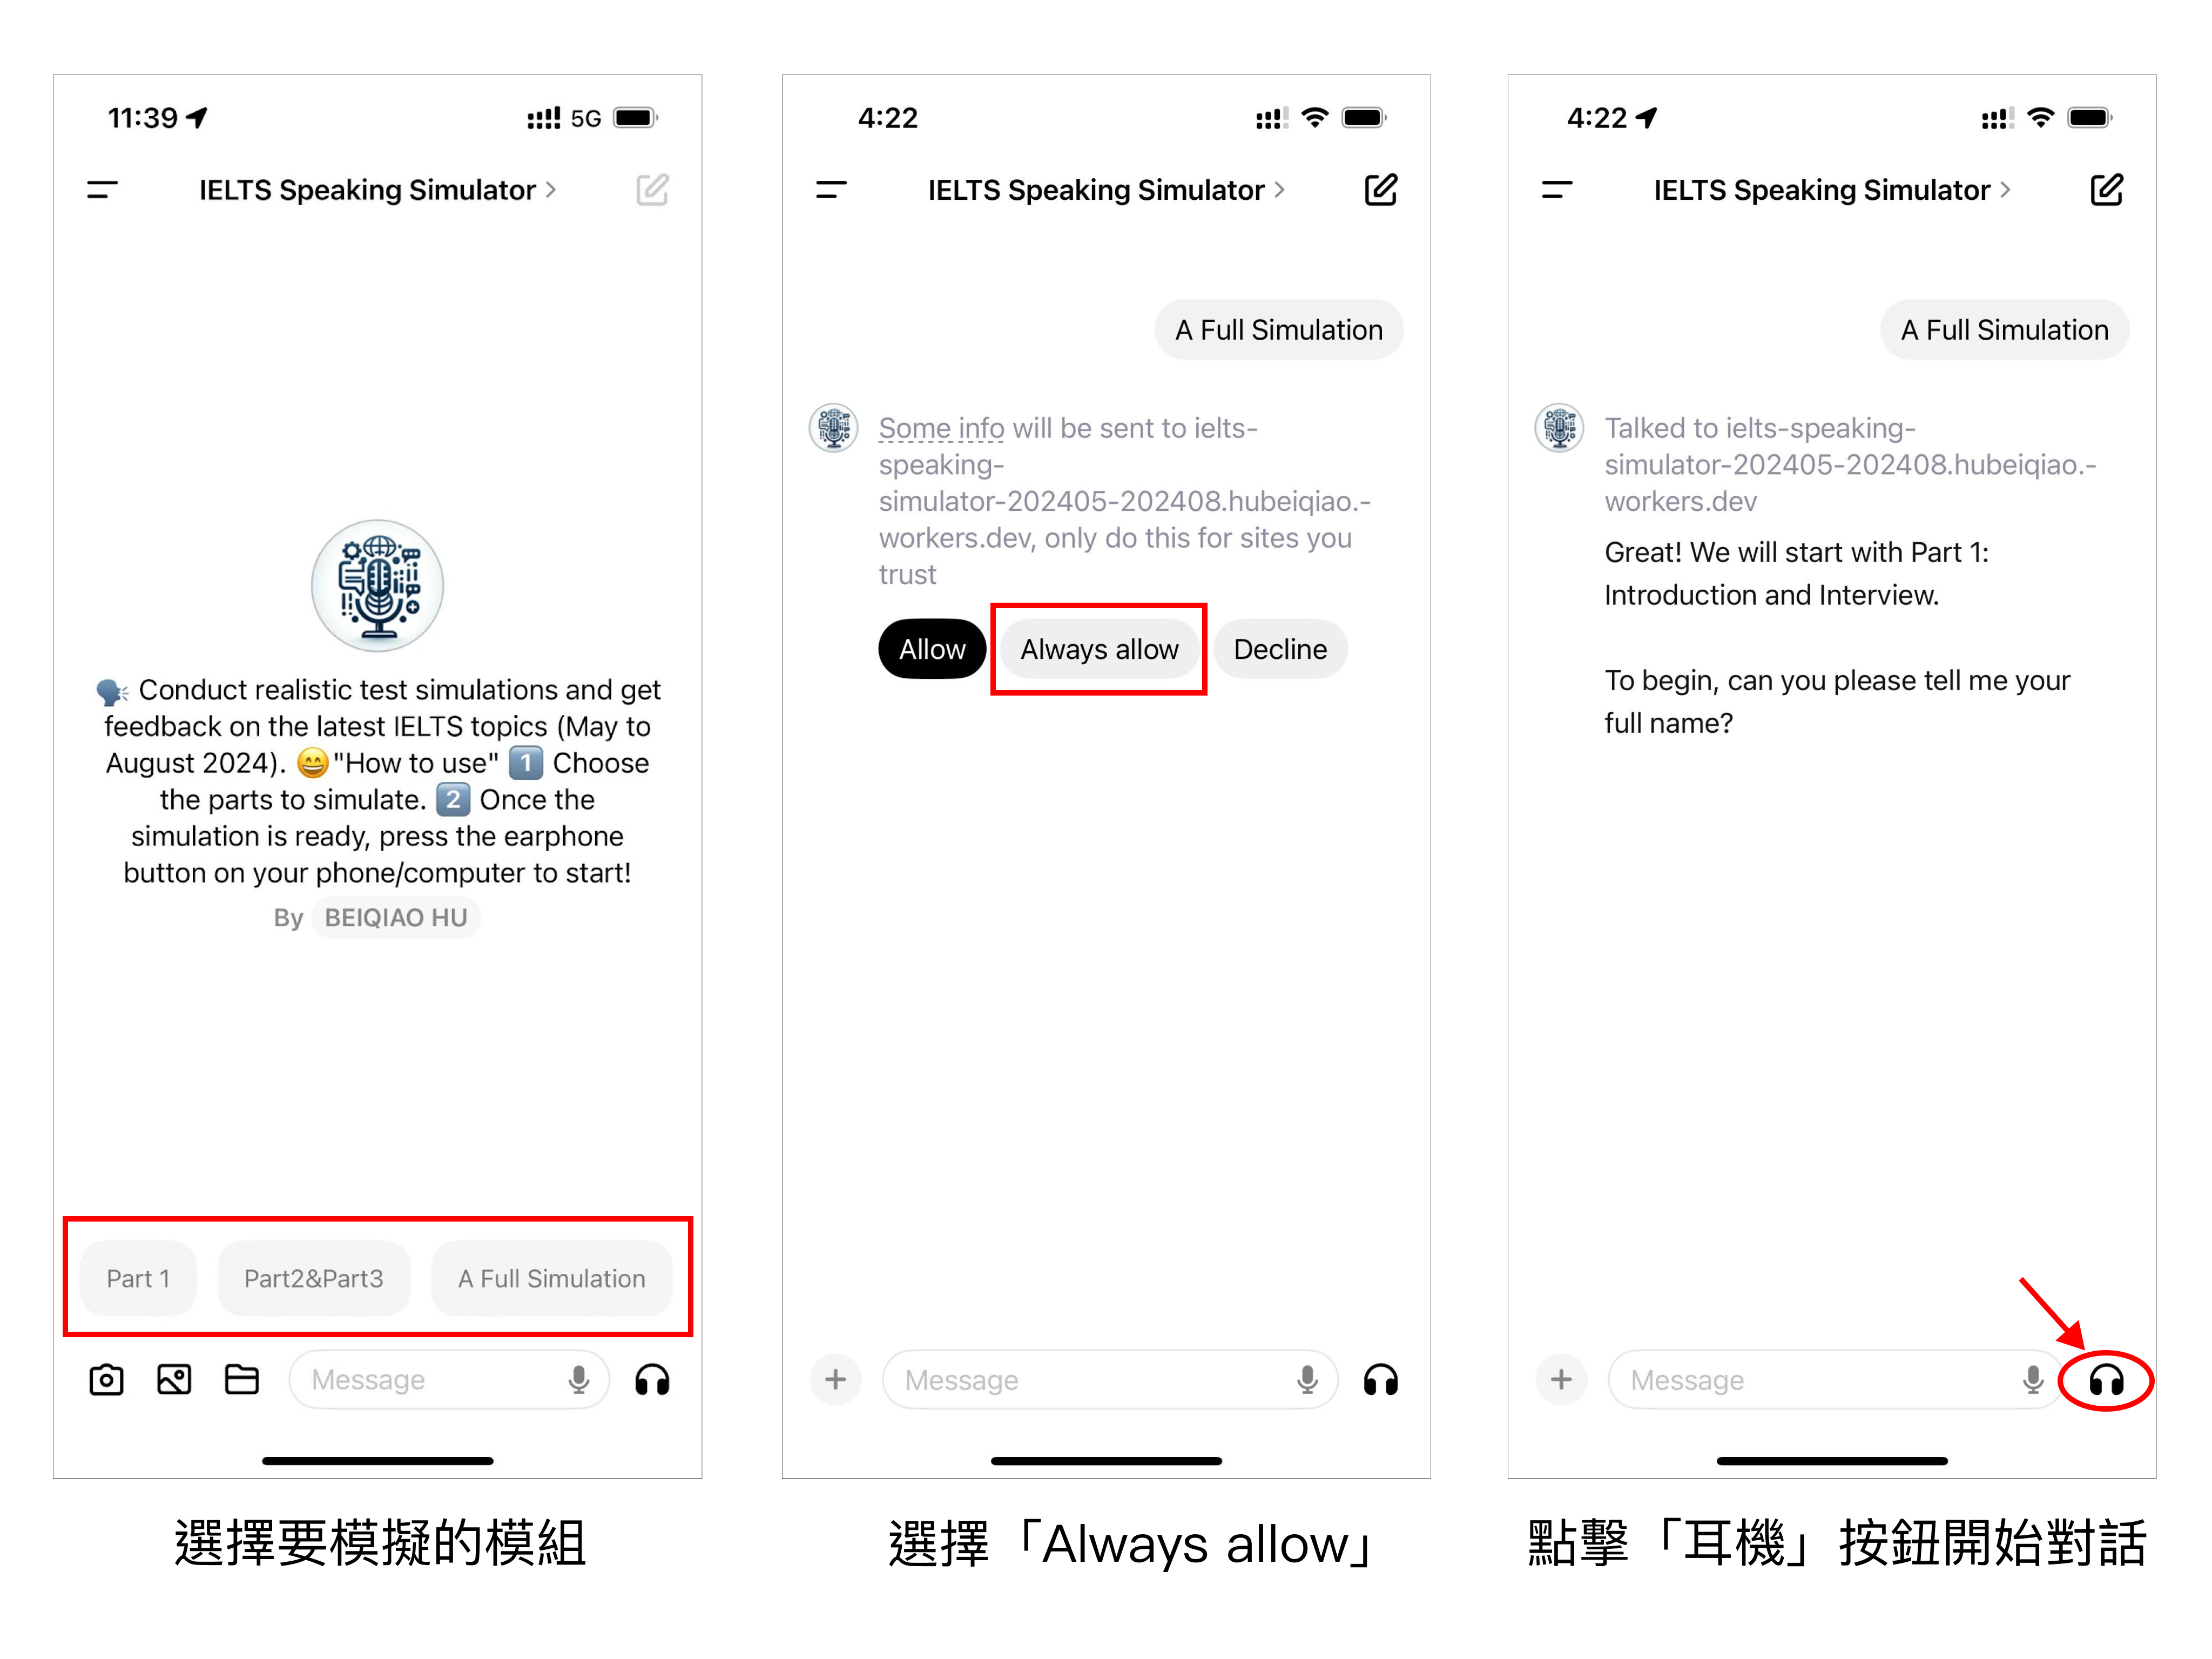 11:39
5G
IELTS Speaking Simulator >
🗣️ Conduct realistic test simulations and get
feedback on the latest IELTS topics (May to
August 2024). 😄"How to use" 1️⃣ Choose
the parts to simulate. 2️⃣ Once the
simulation is ready, press the earphone
button on your phone/computer to start!
By BEIQIAO HU
Part 1
Part2&Part3
A Full Simulation
Message
選擇要模擬的模組
4:22
IELTS Speaking Simulator >
A Full Simulation
Some info will be sent to ielts-
speaking-
simulator-202405-202408.hubeiqiao.-
workers.dev, only do this for sites you
trust
Allow
Always allow
Decline
Message
選擇「Always allow」
4:22
IELTS Speaking Simulator >
A Full Simulation
Talked to ielts-speaking-
simulator-202405-202408.hubeiqiao.-
workers.dev
Great! We will start with Part 1:
Introduction and Interview.
To begin, can you please tell me your
full name?
Message
點擊「耳機」按鈕開始對話